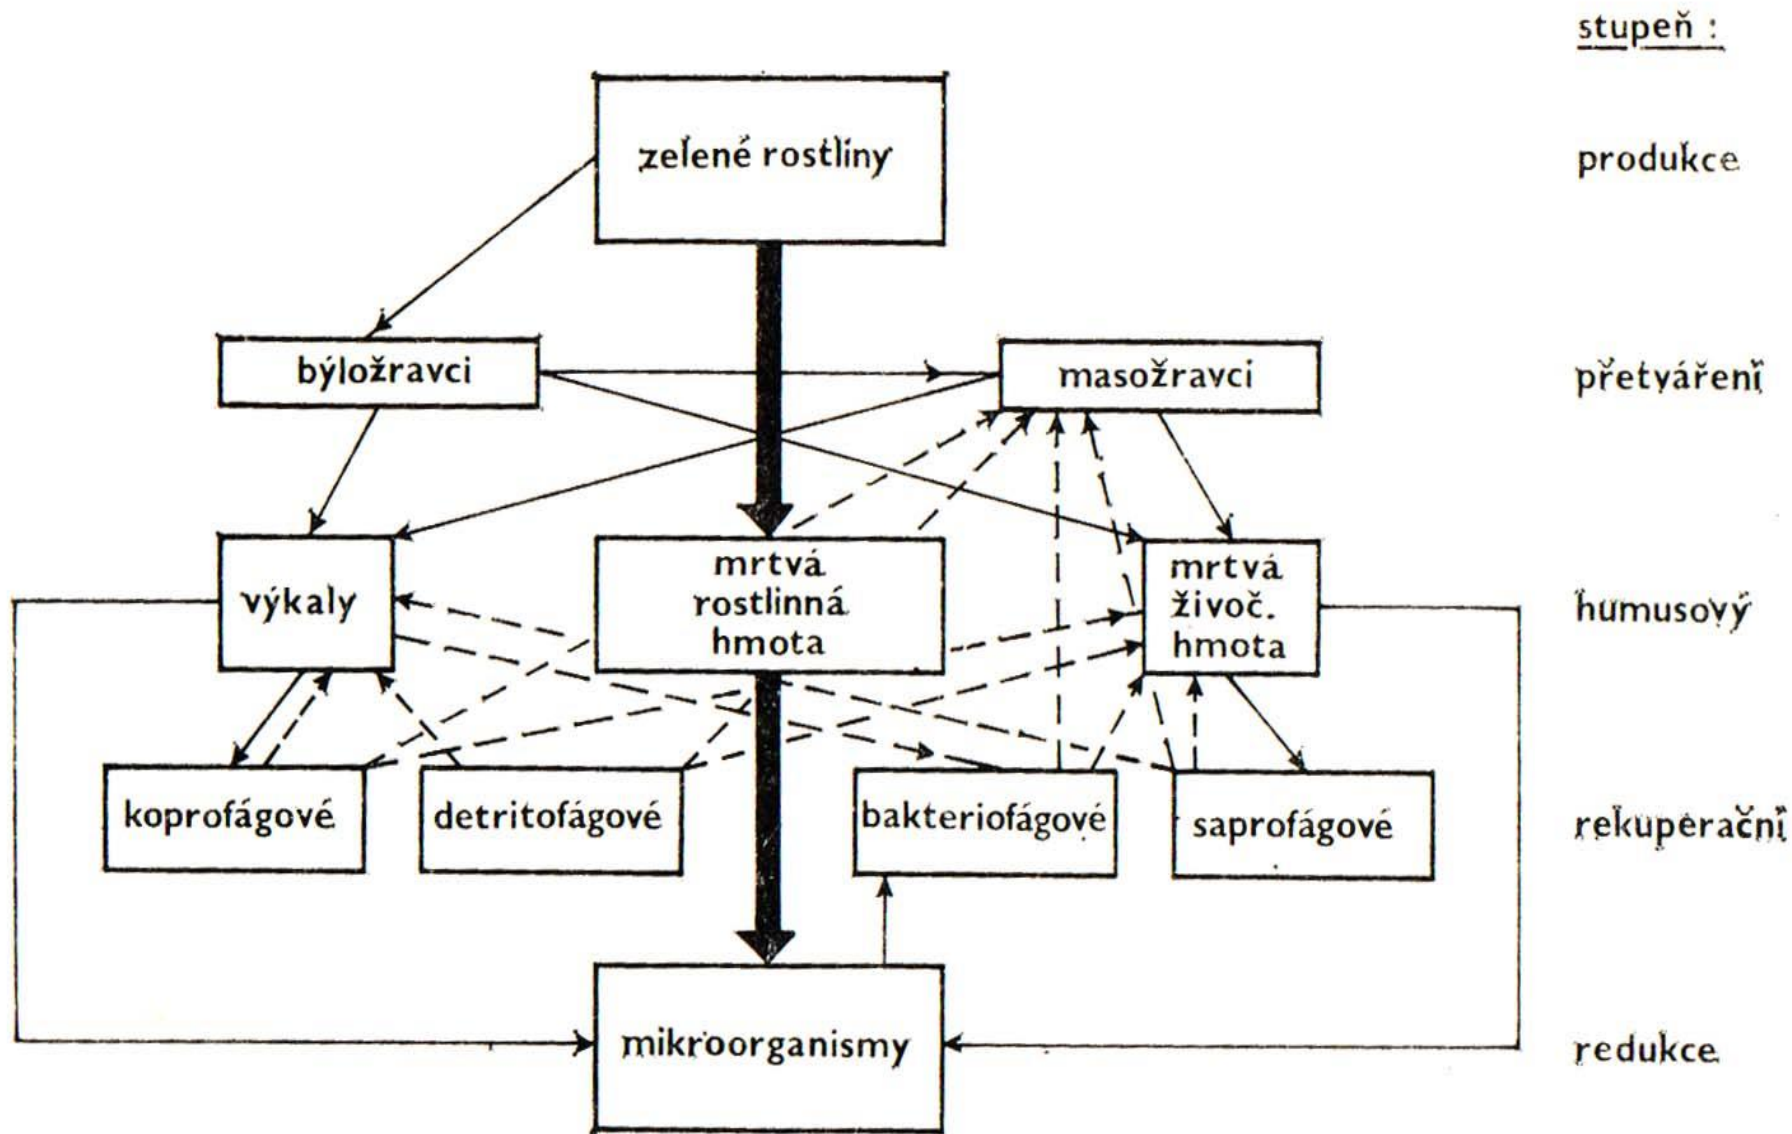 stupeň :
zelené rostliny
produkce
býložravci
masožravci
přetváření
výkaly
mrtvá
rostlinná
hmota
mrtvá
živoč.
hmota
humusový
koprofágové
detritofágové
bakteriofágové
saprofágové
rekuperační
mikroorganismy
redukce